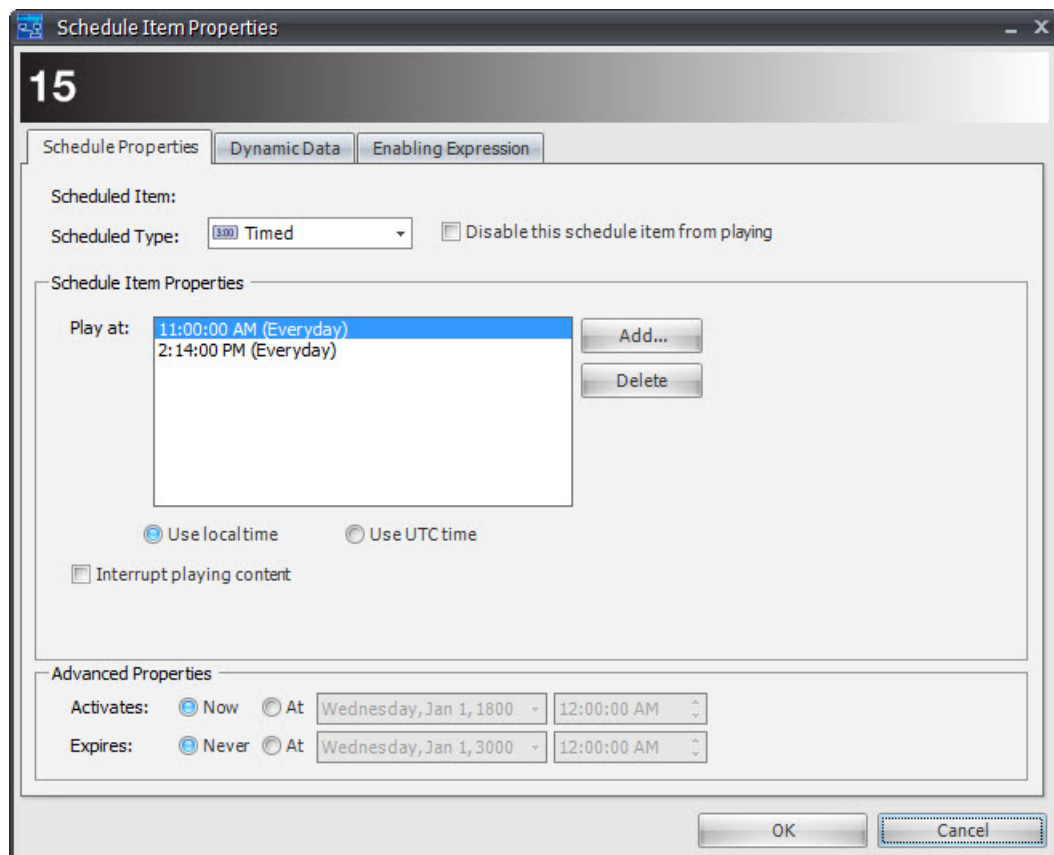 Schedule Item Properties
15
Schedule Properties Dynamic Data Enabling Expression
Scheduled Item:
Scheduled Type: 3:00 Timed Disable this schedule item from playing
Schedule Item Properties
Play at: 11:00:00 AM (Everyday) Add...
2:14:00 PM (Everyday)
Delete
Use local time Use UTC time
Interrupt playing content
Advanced Properties
Activates: Now At Wednesday, Jan 1, 1800 12:00:00 AM
Expires: Never At Wednesday, Jan 1, 3000 12:00:00 AM
OK Cancel